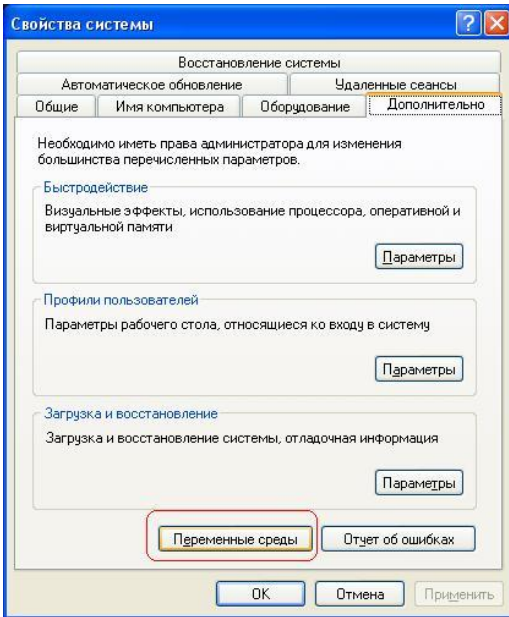 Свойства системы
Восстановление системы
Автоматическое обновление
Удаленные сеансы
Общие
Имя компьютера
Оборудование
Дополнительно
Необходимо иметь права администратора для изменения
большинства перечисленных параметров.
Быстродействие
Визуальные эффекты, использование процессора, оперативной и
виртуальной памяти
Параметры
Профили пользователей
Параметры рабочего стола, относящиеся ко входу в систему
Параметры
Загрузка и восстановление
Загрузка и восстановление системы, отладочная информация
Параметры
Переменные среды
Отчет об ошибках
OK
Отмена
Применить